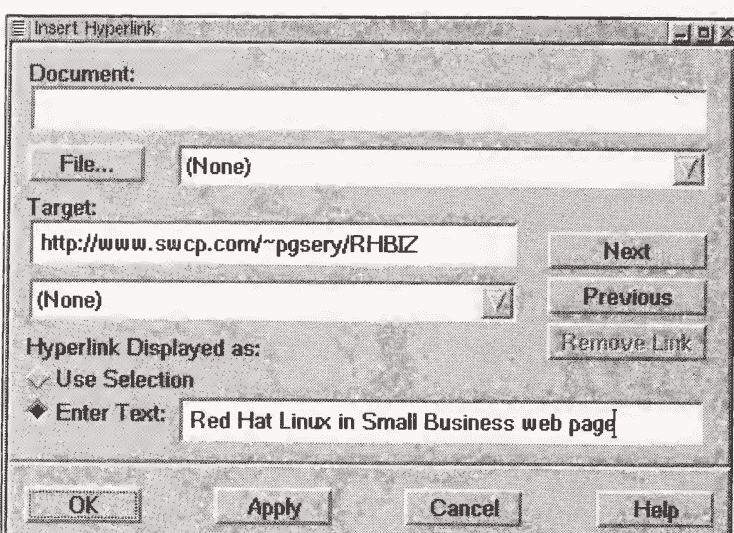 Insert Hyperlink
Document:
File... (None)
Target:
http://www.swcp.com/~pgsery/RHBIZ
Next
(None)
Previous
Hyperlink Displayed as:
Remove Link
Use Selection
Enter Text: Red Hat Linux in Small Business web page
OK Apply Cancel Help